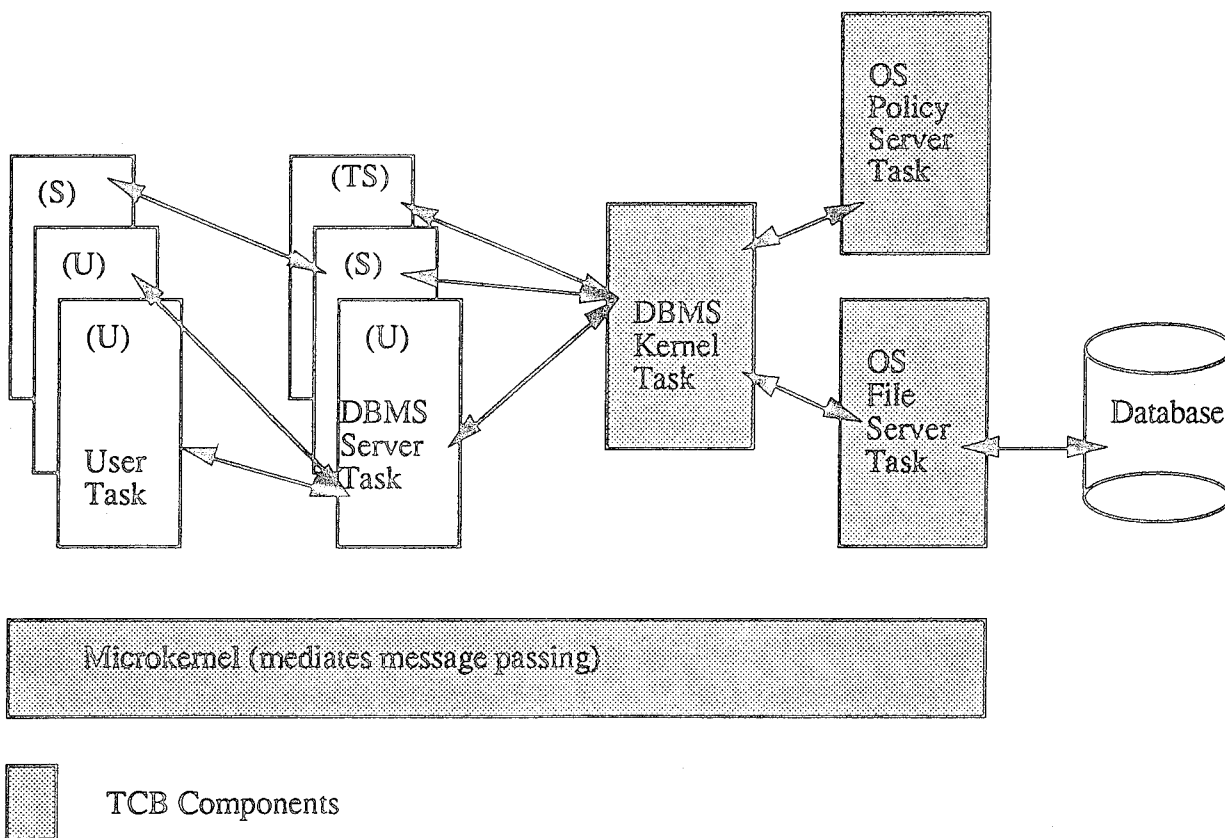 (S)
(U)
(U)
User
Task
(TS)
(S)
(U)
DBMS
Server
Task
DBMS
Kernel
Task
OS
Policy
Server
Task
OS
File
Server
Task
Database
Microkernel (mediates message passing)
TCB Components